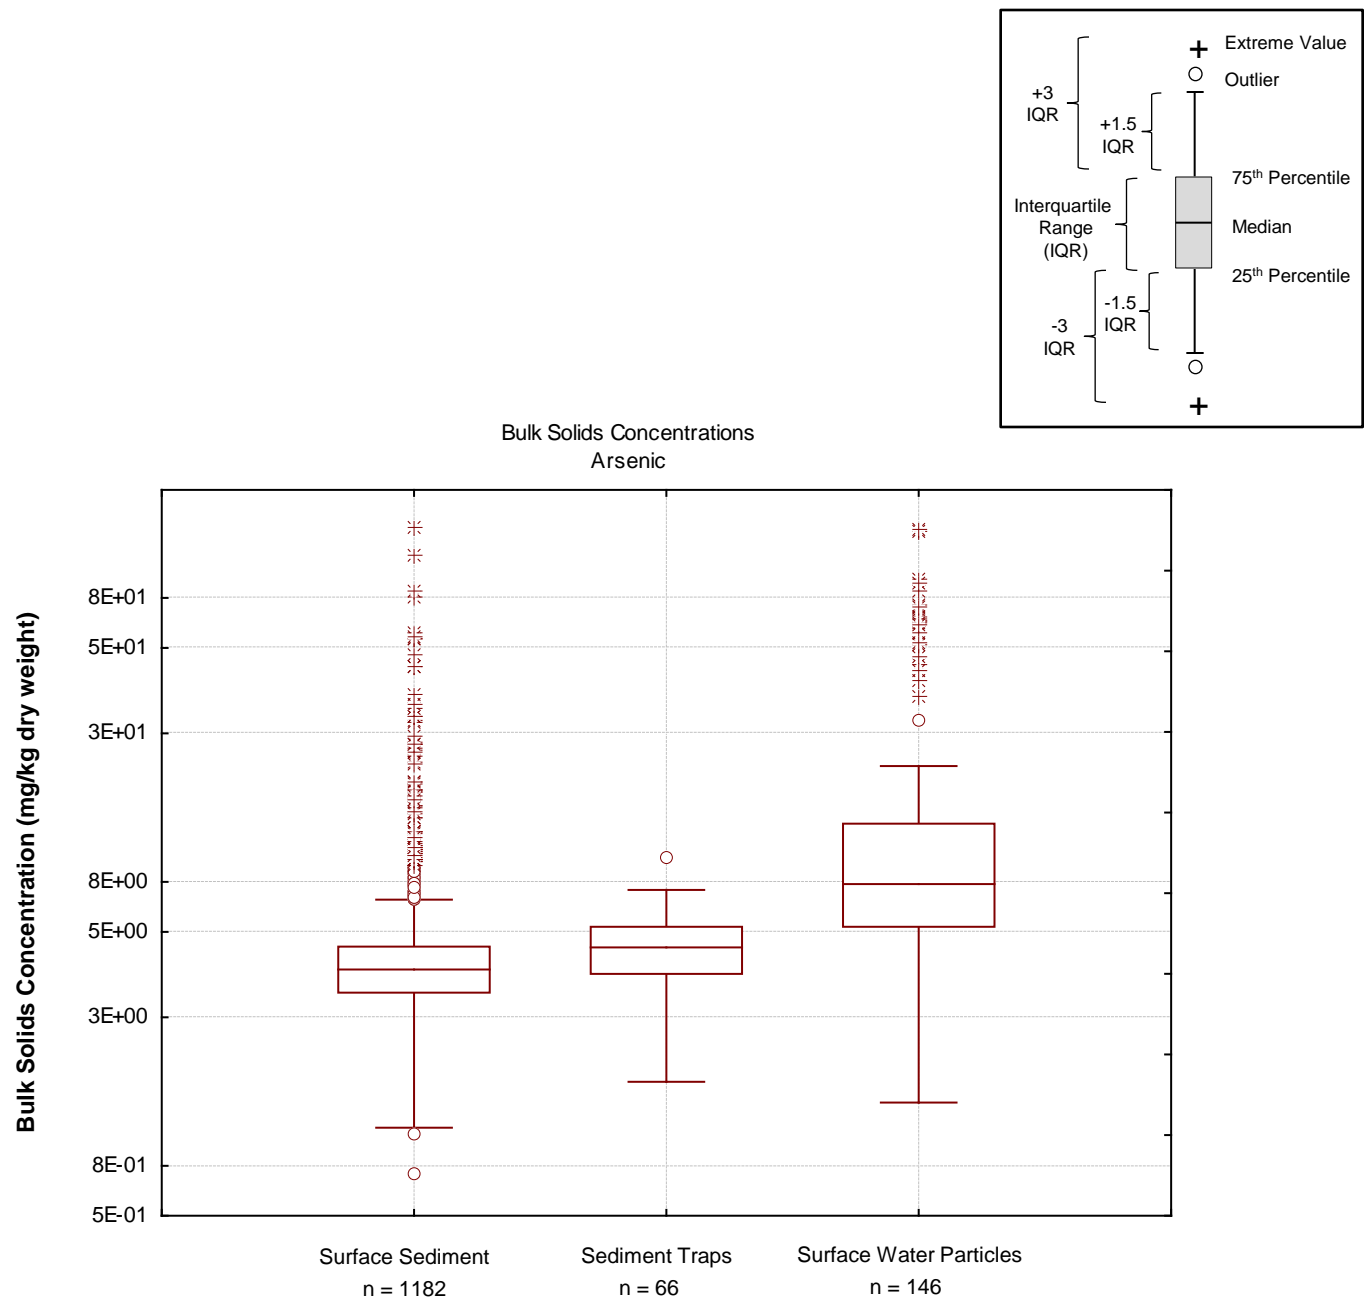 Extreme Value
Outlier
+3
IQR
+1.5
IQR
75th Percentile
Interquartile
Range
(IQR)
Median
25th Percentile
-1.5
IQR
-3
IQR
Bulk Solids Concentrations
Arsenic
Bulk Solids Concentration (mg/kg dry weight)
8E+01
5E+01
3E+01
8E+00
5E+00
3E+00
8E-01
5E-01
Surface Sediment
n = 1182
Sediment Traps
n = 66
Surface Water Particles
n = 146